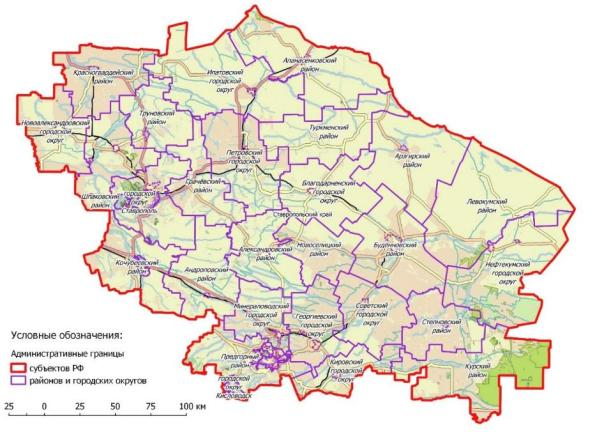 Апанасенковский
район
Красногвардейский
район
Ипатовский
городской
округ
Новоалександровский
городской
округ
Труновский
район
Туркменский
район
Арзгирский
район
Петровский
городской
округ
Грачёвский
район
Благодарненский
городской
округ
Шпаковский
район
городской
округ
Ставрополь
Левокумский
район
Ставропольский край
Кочубеевский
район
Александровский
район
Новоселицкий
район
Буденновский
район
Нефтекумский
городской
округ
Андроповский
район
Минераловодский
городской
округ
Георгиевский
городской
округ
Советский
городской
округ
Степновский
район
Предгорный
район
Кировский
городской
округ
Курский
район
городской
округ
Кисловодск
Условные обозначения:
Административные границы
субъектов РФ
районов и городских округов
25 0 25 50 75 100 км